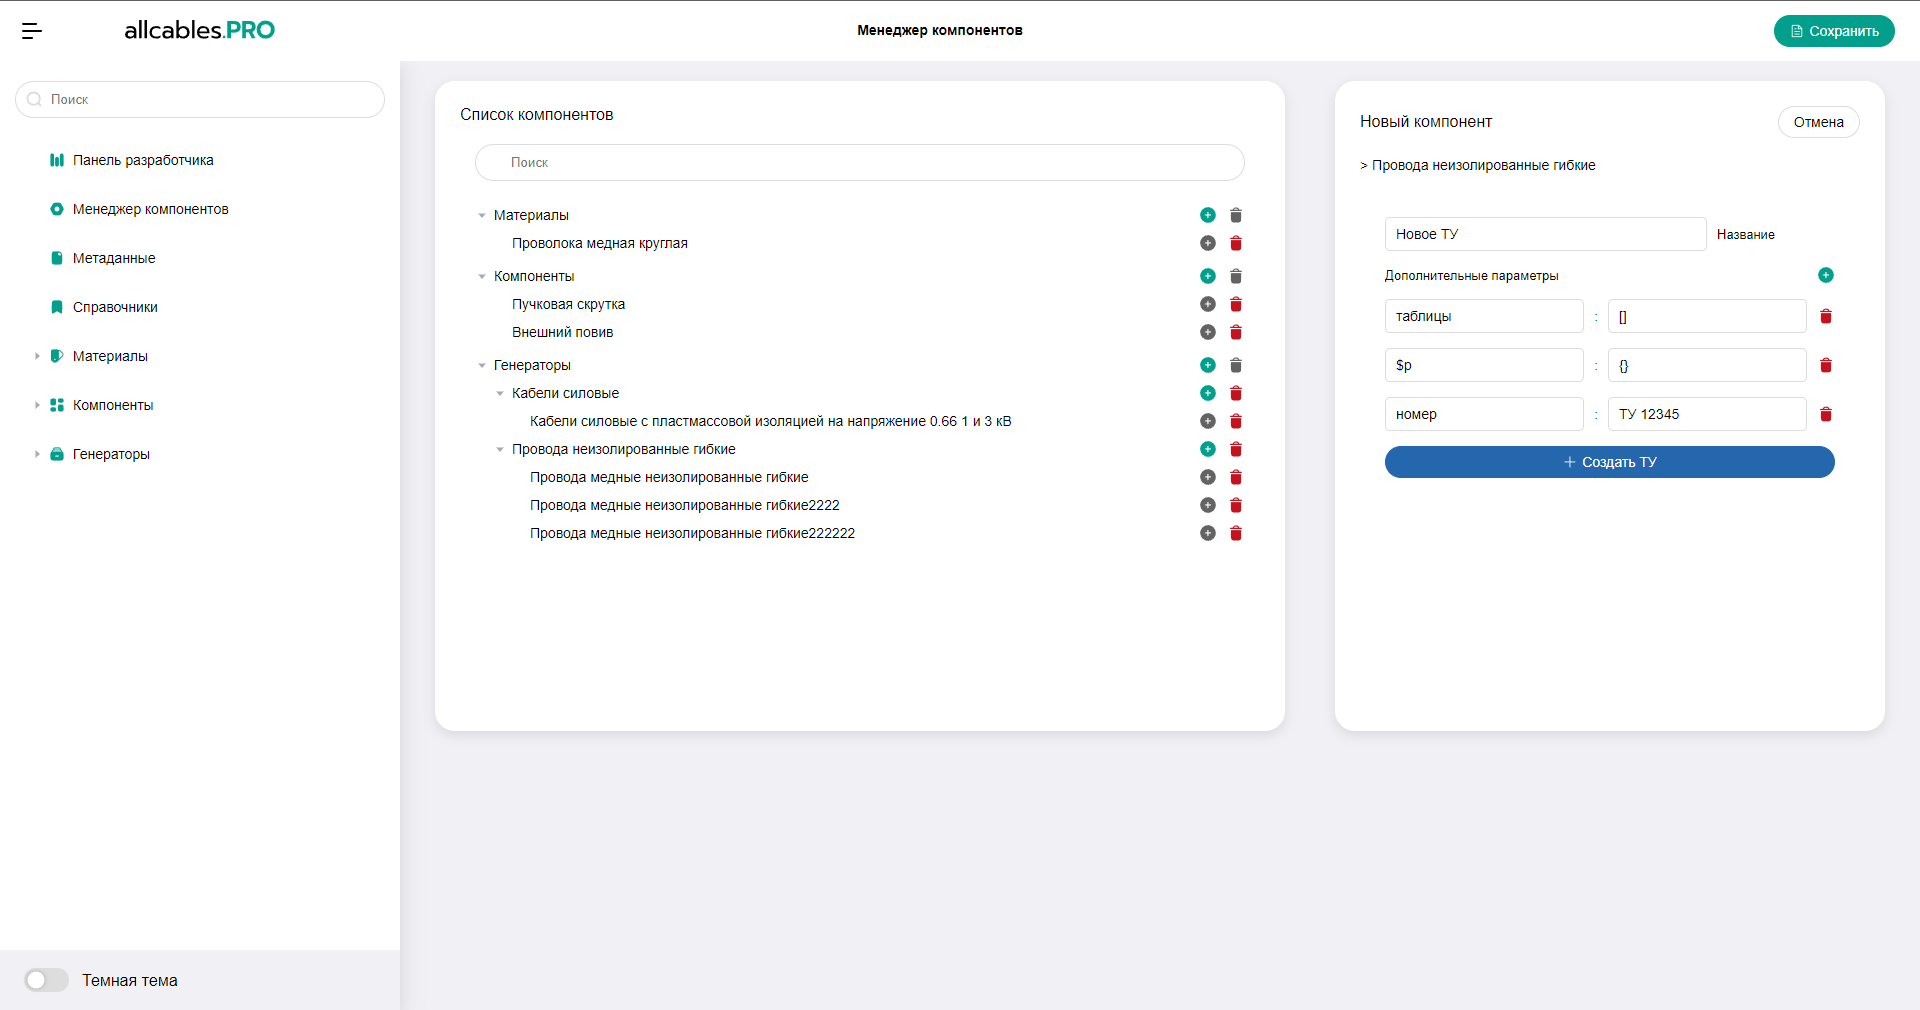 allcables.PRO
Менеджер компонентов
Сохранить
Поиск
Панель разработчика
Менеджер компонентов
Метаданные
Справочники
Материалы
Компоненты
Генераторы
Темная тема
Список компонентов
Поиск
Материалы
Проволока медная круглая
Компоненты
Пучковая скрутка
Внешний повив
Генераторы
Кабели силовые
Кабели силовые с пластмассовой изоляцией на напряжение 0.66 1 и 3 кВ
Провода неизолированные гибкие
Провода медные неизолированные гибкие
Провода медные неизолированные гибкие2222
Провода медные неизолированные гибкие222222
Новый компонент
Отмена
> Провода неизолированные гибкие
Новое ТУ Название
Дополнительные параметры
таблицы : []
$p : {}
номер : ТУ 12345
+ Создать ТУ